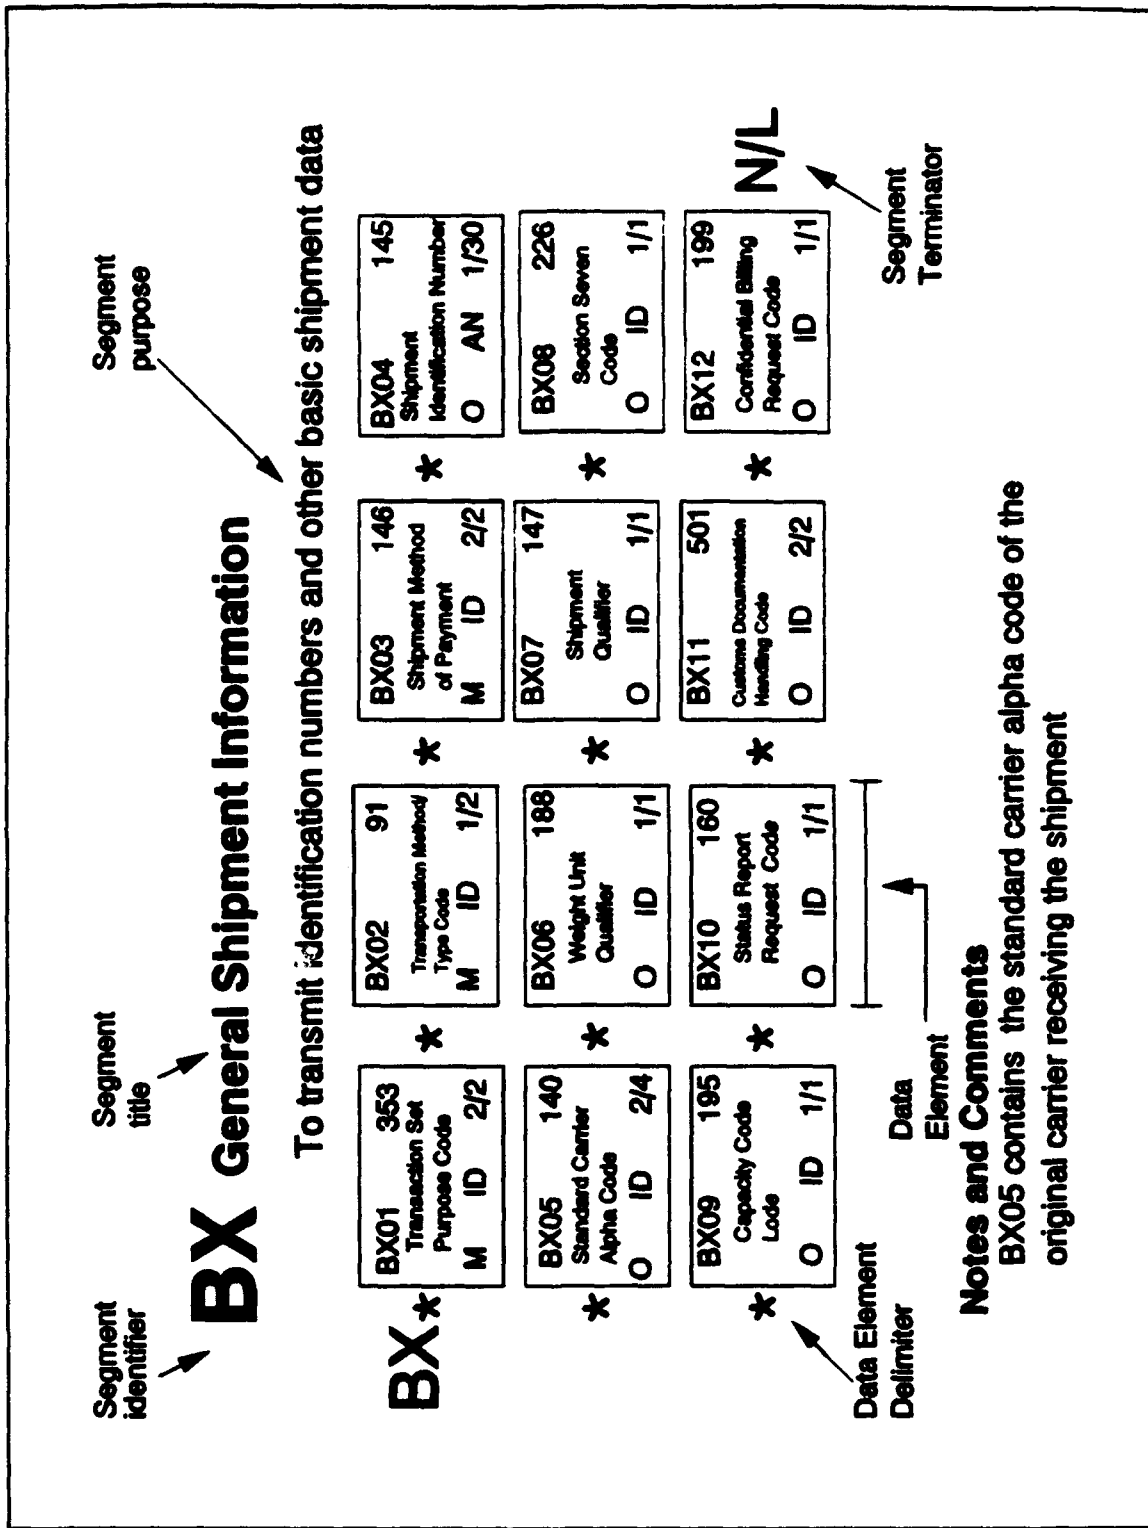 Segment
identifier
Segment
title
Segment
purpose
BX General Shipment Information
To transmit identification numbers and other basic shipment data
BX
*
BX01 353
Transaction Set
Purpose Code
M ID 2/2
*
BX02 91
Transportation Method/
Type Code
M ID 1/2
*
BX03 146
Shipment Method
of Payment
M ID 2/2
*
BX04 145
Shipment
Identification Number
O AN 1/30
*
BX05 140
Standard Carrier
Alpha Code
O ID 2/4
*
BX06 188
Weight Unit
Qualifier
O ID 1/1
*
BX07 147
Shipment
Qualifier
O ID 1/1
*
BX08 226
Section Seven
Code
O ID 1/1
*
BX09 195
Capacity Code
Lode
O ID 1/1
*
BX10 160
Status Report
Request Code
O ID 1/1
*
BX11 501
Customs Documentation
Handling Code
O ID 2/2
*
BX12 199
Confidential Billing
Request Code
O ID 1/1
N/L
Data Element
Delimiter
Data
Element
Segment
Terminator
Notes and Comments
BX05 contains the standard carrier alpha code of the
original carrier receiving the shipment